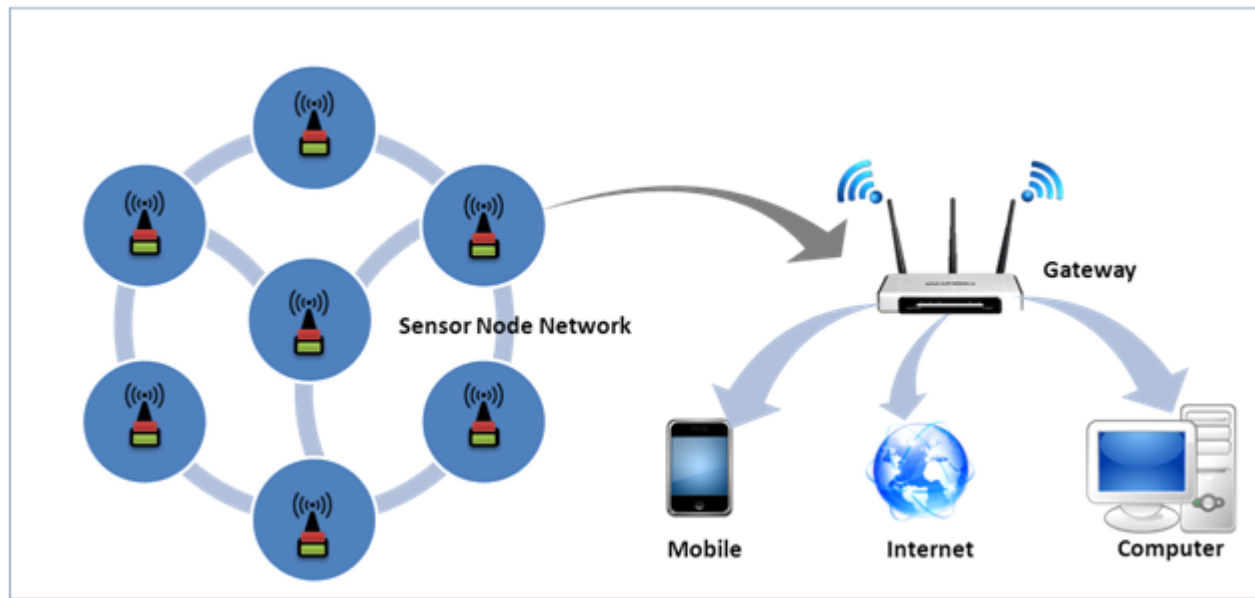 Sensor Node Network
Gateway
Mobile
Internet
Computer